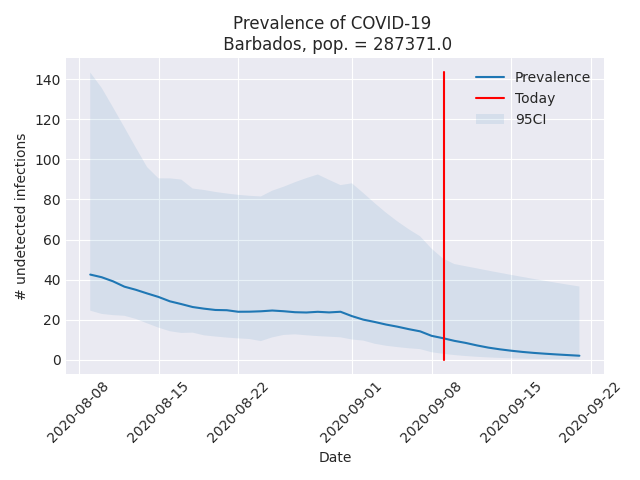 Prevalence of COVID-19
Barbados, pop. = 287371.0
Prevalence
Today
95CI
140
120
100
80
60
40
20
0
# undetected infections
2020-08-08
2020-08-15
2020-08-22
2020-09-01
2020-09-08
2020-09-15
2020-09-22
Date